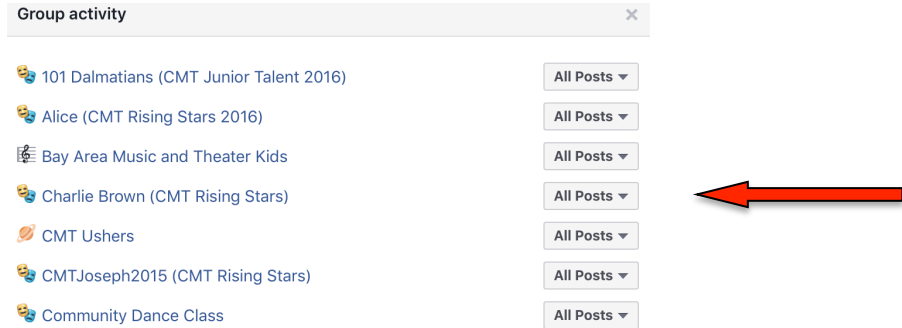 Group activity
101 Dalmatians (CMT Junior Talent 2016) All Posts
Alice (CMT Rising Stars 2016) All Posts
Bay Area Music and Theater Kids All Posts
Charlie Brown (CMT Rising Stars) All Posts
CMT Ushers All Posts
CMTJoseph2015 (CMT Rising Stars) All Posts
Community Dance Class All Posts